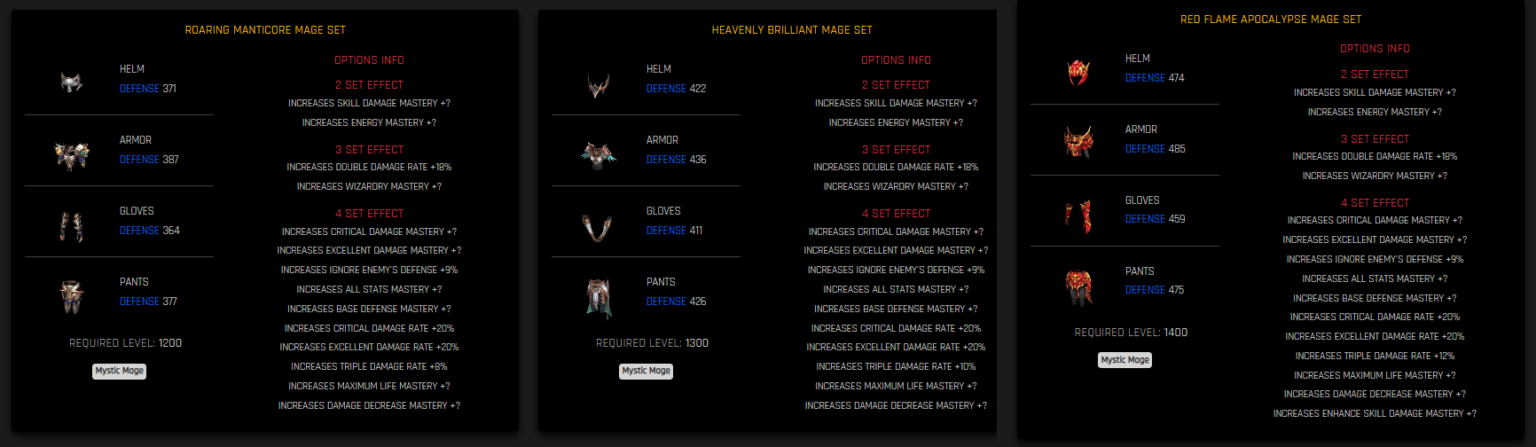 ROARING MANTICORE MAGE SET
HELM
DEFENSE 371
ARMOR
DEFENSE 387
GLOVES
DEFENSE 364
PANTS
DEFENSE 377
REQUIRED LEVEL: 1200
Mystic Mage
OPTIONS INFO
2 SET EFFECT
INCREASES SKILL DAMAGE MASTERY +?
INCREASES ENERGY MASTERY +?
3 SET EFFECT
INCREASES DOUBLE DAMAGE RATE +18%
INCREASES WIZARDRY MASTERY +?
4 SET EFFECT
INCREASES CRITICAL DAMAGE MASTERY +?
INCREASES EXCELLENT DAMAGE MASTERY +?
INCREASES IGNORE ENEMY'S DEFENSE +9%
INCREASES ALL STATS MASTERY +?
INCREASES BASE DEFENSE MASTERY +?
INCREASES CRITICAL DAMAGE RATE +20%
INCREASES EXCELLENT DAMAGE RATE +20%
INCREASES TRIPLE DAMAGE RATE +8%
INCREASES MAXIMUM LIFE MASTERY +?
INCREASES DAMAGE DECREASE MASTERY +?
HEAVENLY BRILLIANT MAGE SET
HELM
DEFENSE 422
ARMOR
DEFENSE 436
GLOVES
DEFENSE 411
PANTS
DEFENSE 426
REQUIRED LEVEL: 1300
Mystic Mage
OPTIONS INFO
2 SET EFFECT
INCREASES SKILL DAMAGE MASTERY +?
INCREASES ENERGY MASTERY +?
3 SET EFFECT
INCREASES DOUBLE DAMAGE RATE +18%
INCREASES WIZARDRY MASTERY +?
4 SET EFFECT
INCREASES CRITICAL DAMAGE MASTERY +?
INCREASES EXCELLENT DAMAGE MASTERY +?
INCREASES IGNORE ENEMY'S DEFENSE +9%
INCREASES ALL STATS MASTERY +?
INCREASES BASE DEFENSE MASTERY +?
INCREASES CRITICAL DAMAGE RATE +20%
INCREASES EXCELLENT DAMAGE RATE +20%
INCREASES TRIPLE DAMAGE RATE +10%
INCREASES MAXIMUM LIFE MASTERY +?
INCREASES DAMAGE DECREASE MASTERY +?
RED FLAME APOCALYPSE MAGE SET
HELM
DEFENSE 474
ARMOR
DEFENSE 485
GLOVES
DEFENSE 459
PANTS
DEFENSE 475
REQUIRED LEVEL: 1400
Mystic Mage
OPTIONS INFO
2 SET EFFECT
INCREASES SKILL DAMAGE MASTERY +?
INCREASES ENERGY MASTERY +?
3 SET EFFECT
INCREASES DOUBLE DAMAGE RATE +18%
INCREASES WIZARDRY MASTERY +?
4 SET EFFECT
INCREASES CRITICAL DAMAGE MASTERY +?
INCREASES EXCELLENT DAMAGE MASTERY +?
INCREASES IGNORE ENEMY'S DEFENSE +9%
INCREASES ALL STATS MASTERY +?
INCREASES BASE DEFENSE MASTERY +?
INCREASES CRITICAL DAMAGE RATE +20%
INCREASES EXCELLENT DAMAGE RATE +20%
INCREASES TRIPLE DAMAGE RATE +12%
INCREASES MAXIMUM LIFE MASTERY +?
INCREASES DAMAGE DECREASE MASTERY +?
INCREASES ENHANCE SKILL DAMAGE MASTERY +?